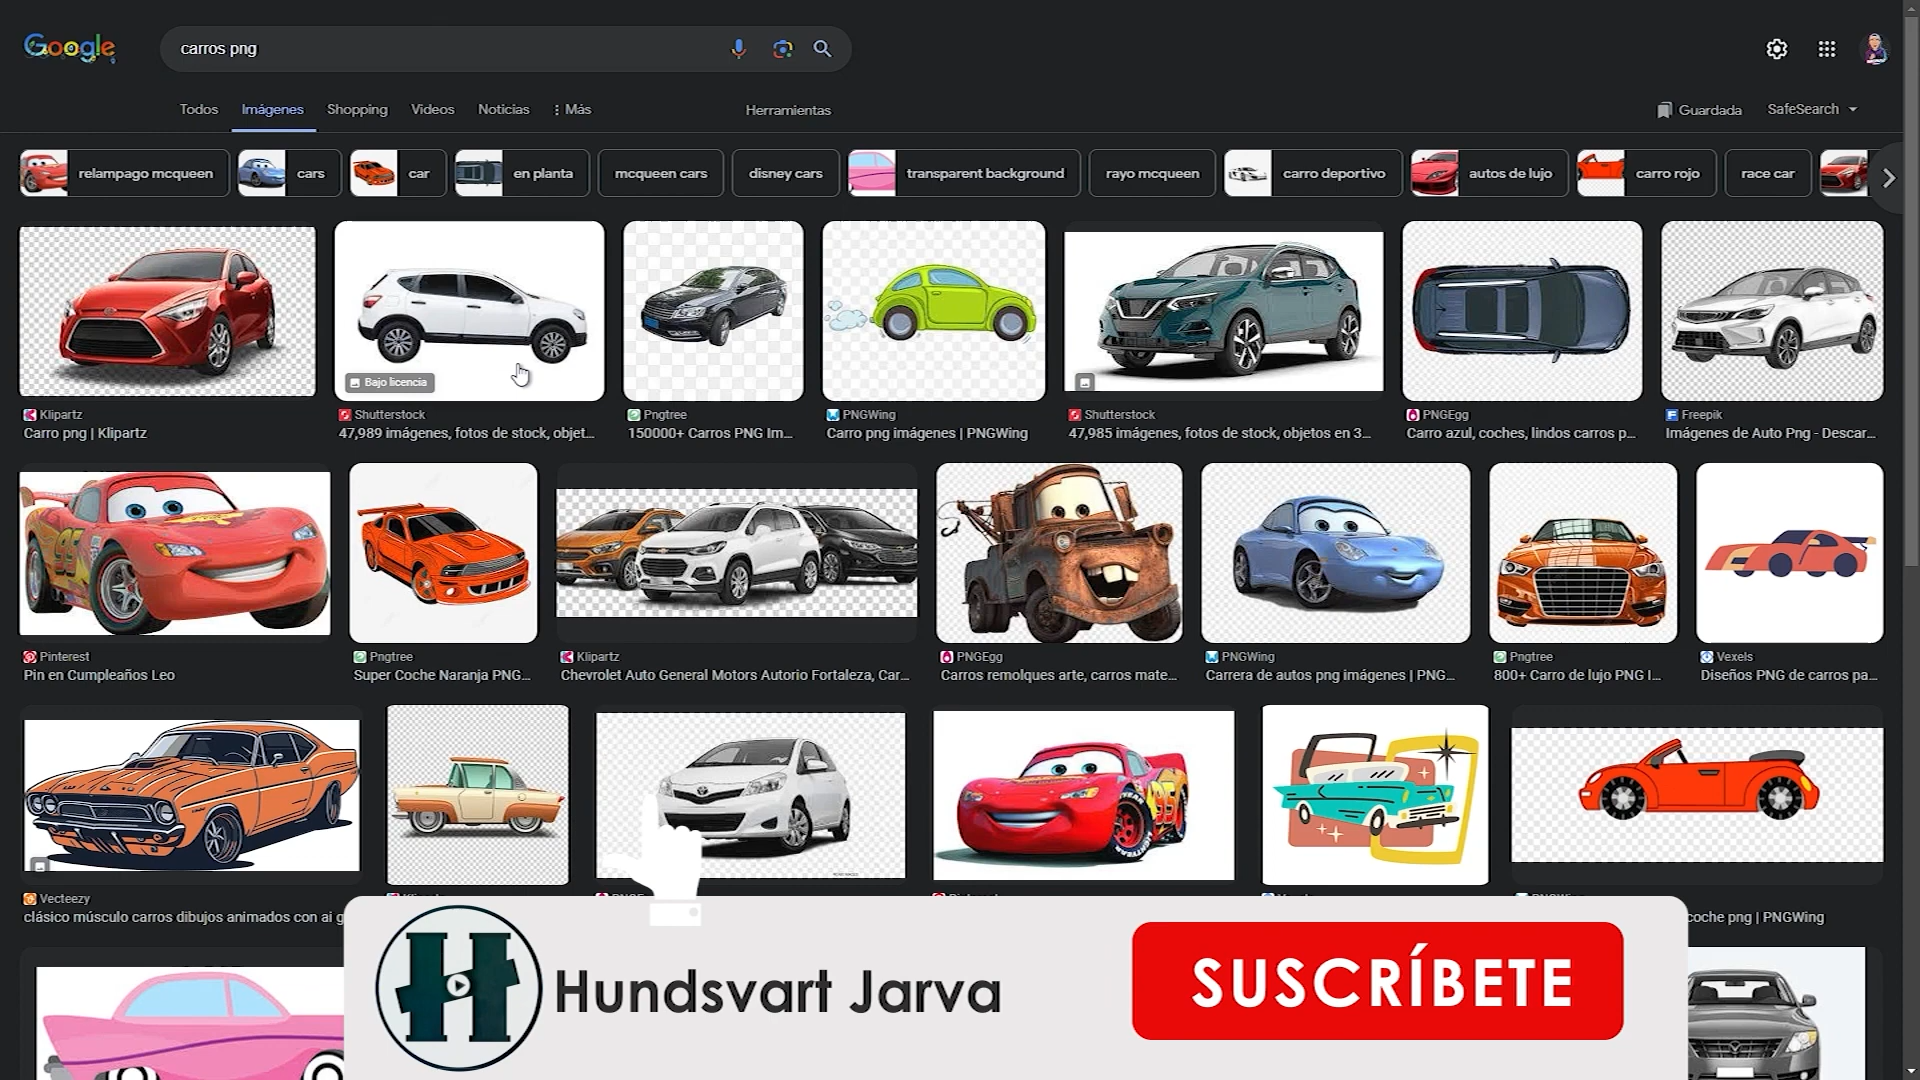 Google
carros png
Todos
Imágenes
Shopping
Videos
Noticias
Más
Herramientas
Guardada
SafeSearch
relampago mcqueen
cars
car
en planta
mcqueen cars
disney cars
transparent background
rayo mcqueen
carro deportivo
autos de lujo
carro rojo
race car
Bajo licencia
Klipartz
Carro png | Klipartz
Shutterstock
47,989 imágenes, fotos de stock, objet...
Pngtree
150000+ Carros PNG Im...
PNGWing
Carro png imágenes | PNGWing
Shutterstock
47,985 imágenes, fotos de stock, objetos en 3...
PNGEgg
Carro azul, coches, lindos carros p...
Freepik
Imágenes de Auto Png - Descar...
95
Pinterest
Pin en Cumpleaños Leo
Pngtree
Super Coche Naranja PNG...
Klipartz
Chevrolet Auto General Motors Autorio Fortaleza, Car...
PNGEgg
Carros remolques arte, carros mate...
PNGWing
Carrera de autos png imágenes | PNG...
Pngtree
800+ Carro de lujo PNG I...
Vexels
Diseños PNG de carros pa...
95
Vecteezy
clásico músculo carros dibujos animados con ai g
coche png | PNGWing
Hundsvart Jarva
SUSCRÍBETE